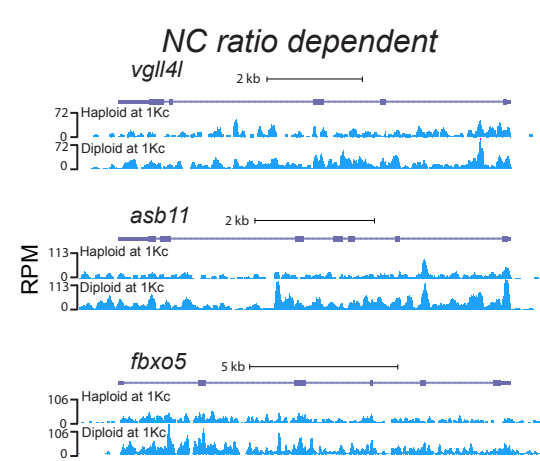 NC ratio dependent
vgll4l
2 kb
72 Haploid at 1Kc
0
72 Diploid at 1Kc
0
asb11
2 kb
RPM
113 Haploid at 1Kc
0
113 Diploid at 1Kc
0
fbxo5
5 kb
106 Haploid at 1Kc
0
106 Diploid at 1Kc
0